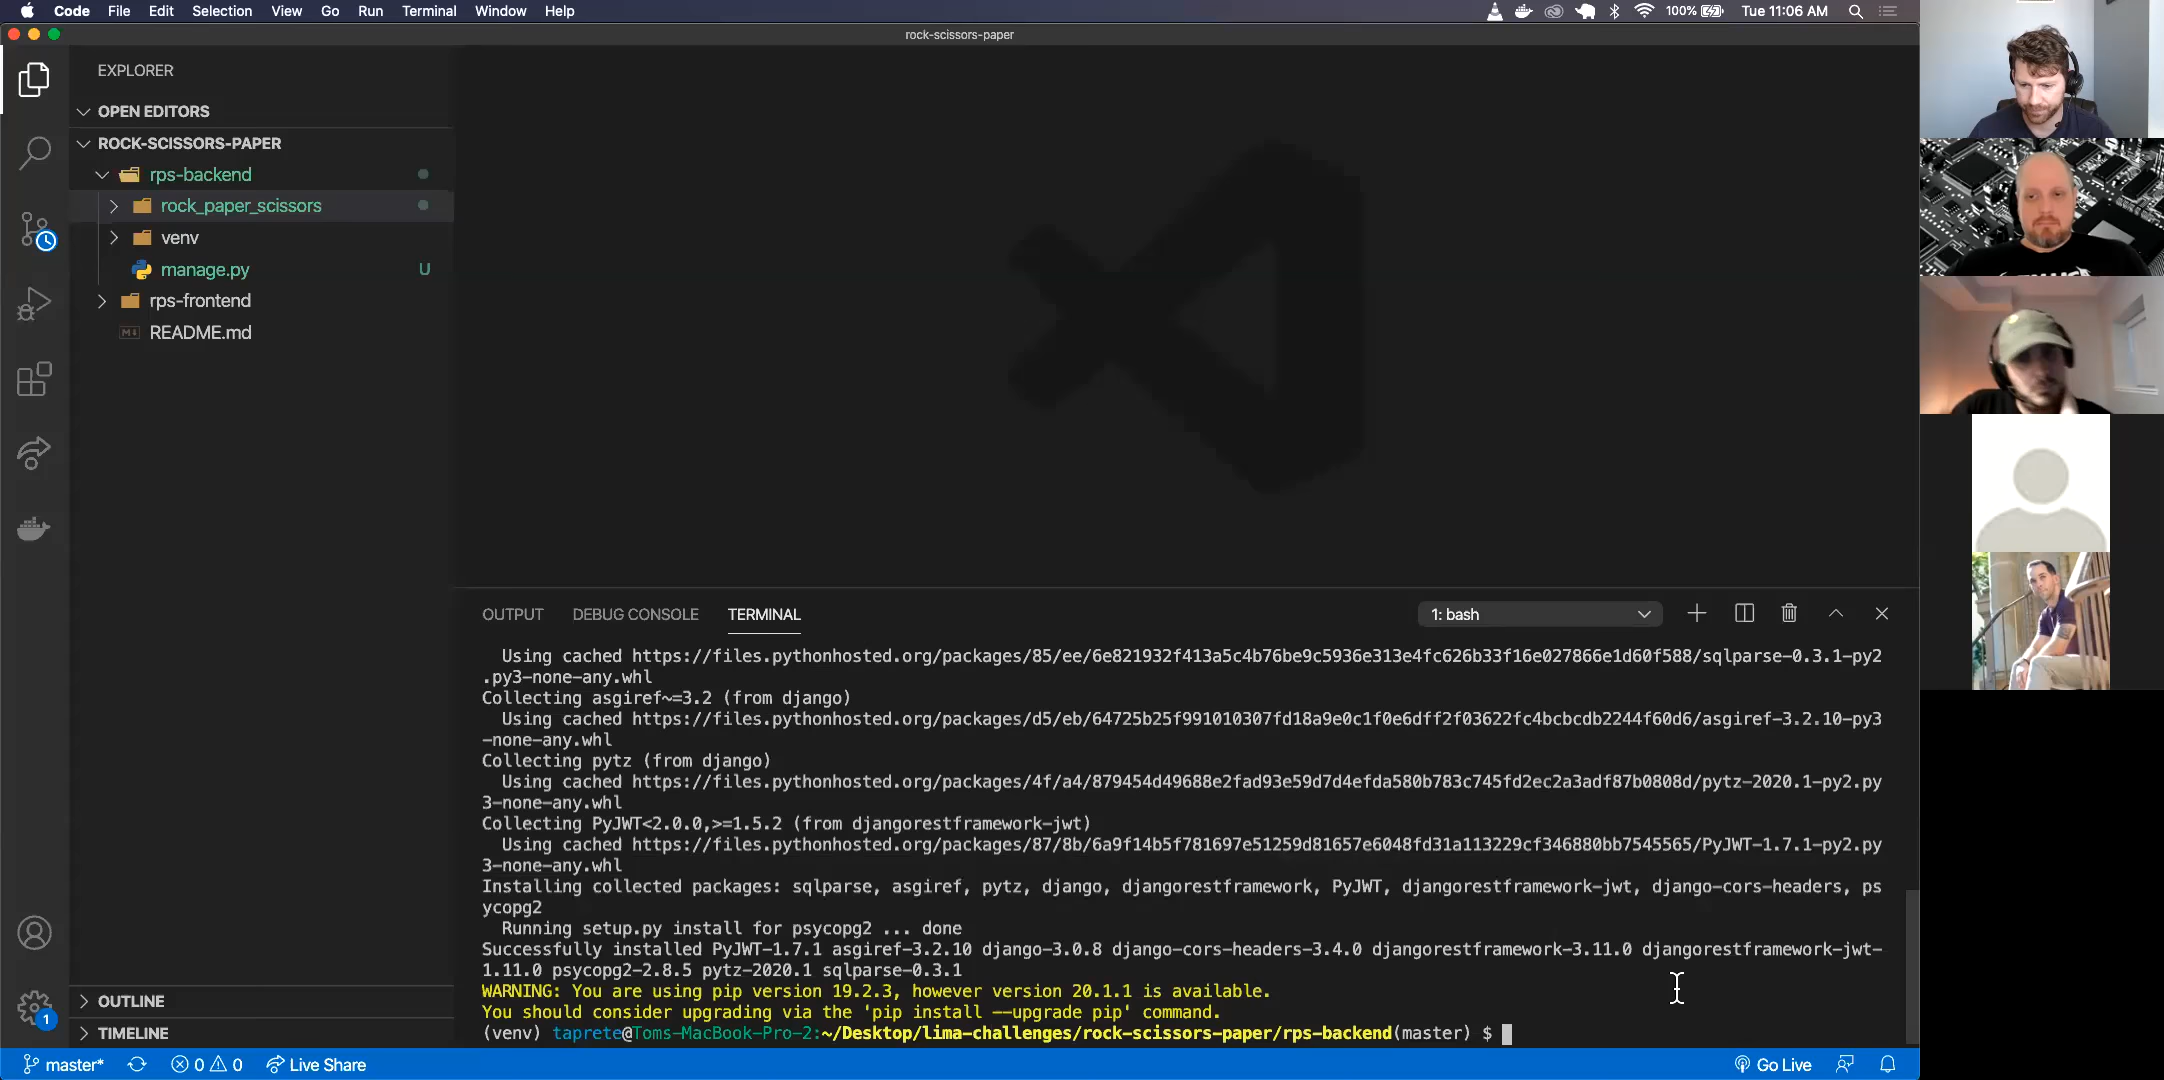 Code File Edit Selection View Go Run Terminal Window Help 100% Tue 11:06 AM
rock-scissors-paper
EXPLORER
OPEN EDITORS
ROCK-SCISSORS-PAPER
rps-backend
rock_paper_scissors
venv
manage.py U
rps-frontend
README.md
OUTLINE
TIMELINE
1
OUTPUT DEBUG CONSOLE TERMINAL 1: bash
Using cached https://files.pythonhosted.org/packages/85/ee/6e821932f413a5c4b76be9c5936e313e4fc626b33f16e027866e1d60f588/sqlparse-0.3.1-py2
.py3-none-any.whl
Collecting asgiref~=3.2 (from django)
Using cached https://files.pythonhosted.org/packages/d5/eb/64725b25f991010307fd18a9e0c1f0e6dff2f03622fc4bcbcdb2244f60d6/asgiref-3.2.10-py3
-none-any.whl
Collecting pytz (from django)
Using cached https://files.pythonhosted.org/packages/4f/a4/879454d49688e2fad93e59d7d4efda580b783c745fd2ec2a3adf87b0808d/pytz-2020.1-py2.py
3-none-any.whl
Collecting PyJWT<2.0.0,>=1.5.2 (from djangorestframework-jwt)
Using cached https://files.pythonhosted.org/packages/87/8b/6a9f14b5f781697e51259d81657e6048fd31a113229cf346880bb7545565/PyJWT-1.7.1-py2.py
3-none-any.whl
Installing collected packages: sqlparse, asgiref, pytz, django, djangorestframework, PyJWT, djangorestframework-jwt, django-cors-headers, ps
ycopg2
Running setup.py install for psycopg2 ... done
Successfully installed PyJWT-1.7.1 asgiref-3.2.10 django-3.0.8 django-cors-headers-3.4.0 djangorestframework-3.11.0 djangorestframework-jwt-
1.11.0 psycopg2-2.8.5 pytz-2020.1 sqlparse-0.3.1
WARNING: You are using pip version 19.2.3, however version 20.1.1 is available.
You should consider upgrading via the 'pip install --upgrade pip' command.
(venv) taprete@Toms-MacBook-Pro-2:~/Desktop/lima-challenges/rock-scissors-paper/rps-backend(master) $
master* 0 0 Live Share Go Live